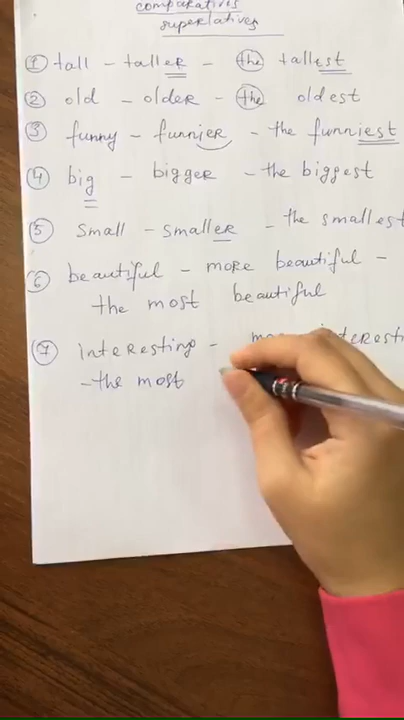 comparatives
superlatives
① tall - taller - the tallest
② old - older - the oldest
③ funny - funnier - the funniest
④ big - bigger - the biggest
⑤ small - smaller - the smallest
⑥ beautiful - more beautiful -
the most beautiful
⑦ interesting -
- the most